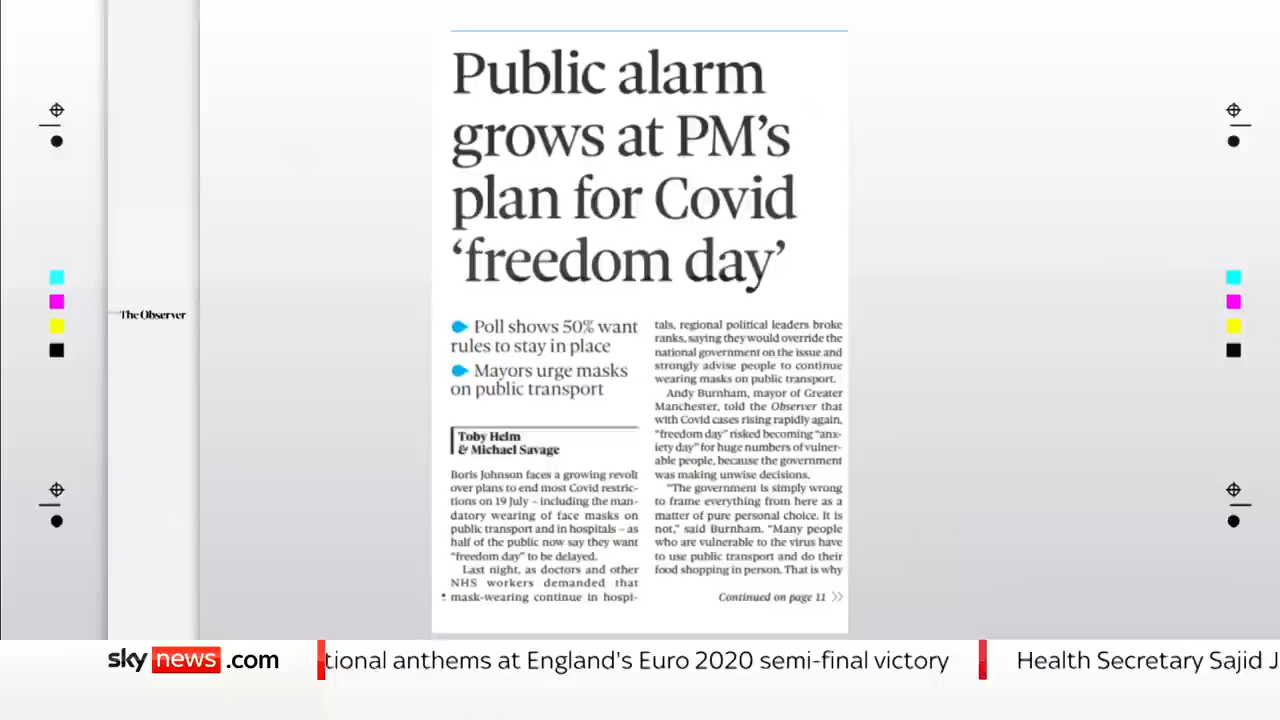 Public alarm
grows at PM's
plan for Covid
'freedom day'
Poll shows 50% want
rules to stay in place
Mayors urge masks
on public transport
Toby Helm
& Michael Savage
Boris Johnson faces a growing revolt
over plans to end most Covid restric-
tions on 19 July – including the man-
datory wearing of face masks on
public transport and in hospitals – as
half of the public now say they want
"freedom day" to be delayed.
Last night, as doctors and other
NHS workers demanded that
mask-wearing continue in hospi-
tals, regional political leaders broke
ranks, saying they would override the
national government on the issue and
strongly advise people to continue
wearing masks on public transport.
Andy Burnham, mayor of Greater
Manchester, told the Observer that
with Covid cases rising rapidly again,
"freedom day" risked becoming "anx-
iety day" for huge numbers of vulner-
able people, because the government
was making unwise decisions.
"The government is simply wrong
to frame everything from here as a
matter of pure personal choice. It is
not," said Burnham. "Many people
who are vulnerable to the virus have
to use public transport and do their
food shopping in person. That is why
Continued on page 11 >>
The Observer
sky news .com
tional anthems at England's Euro 2020 semi-final victory
Health Secretary Sajid J